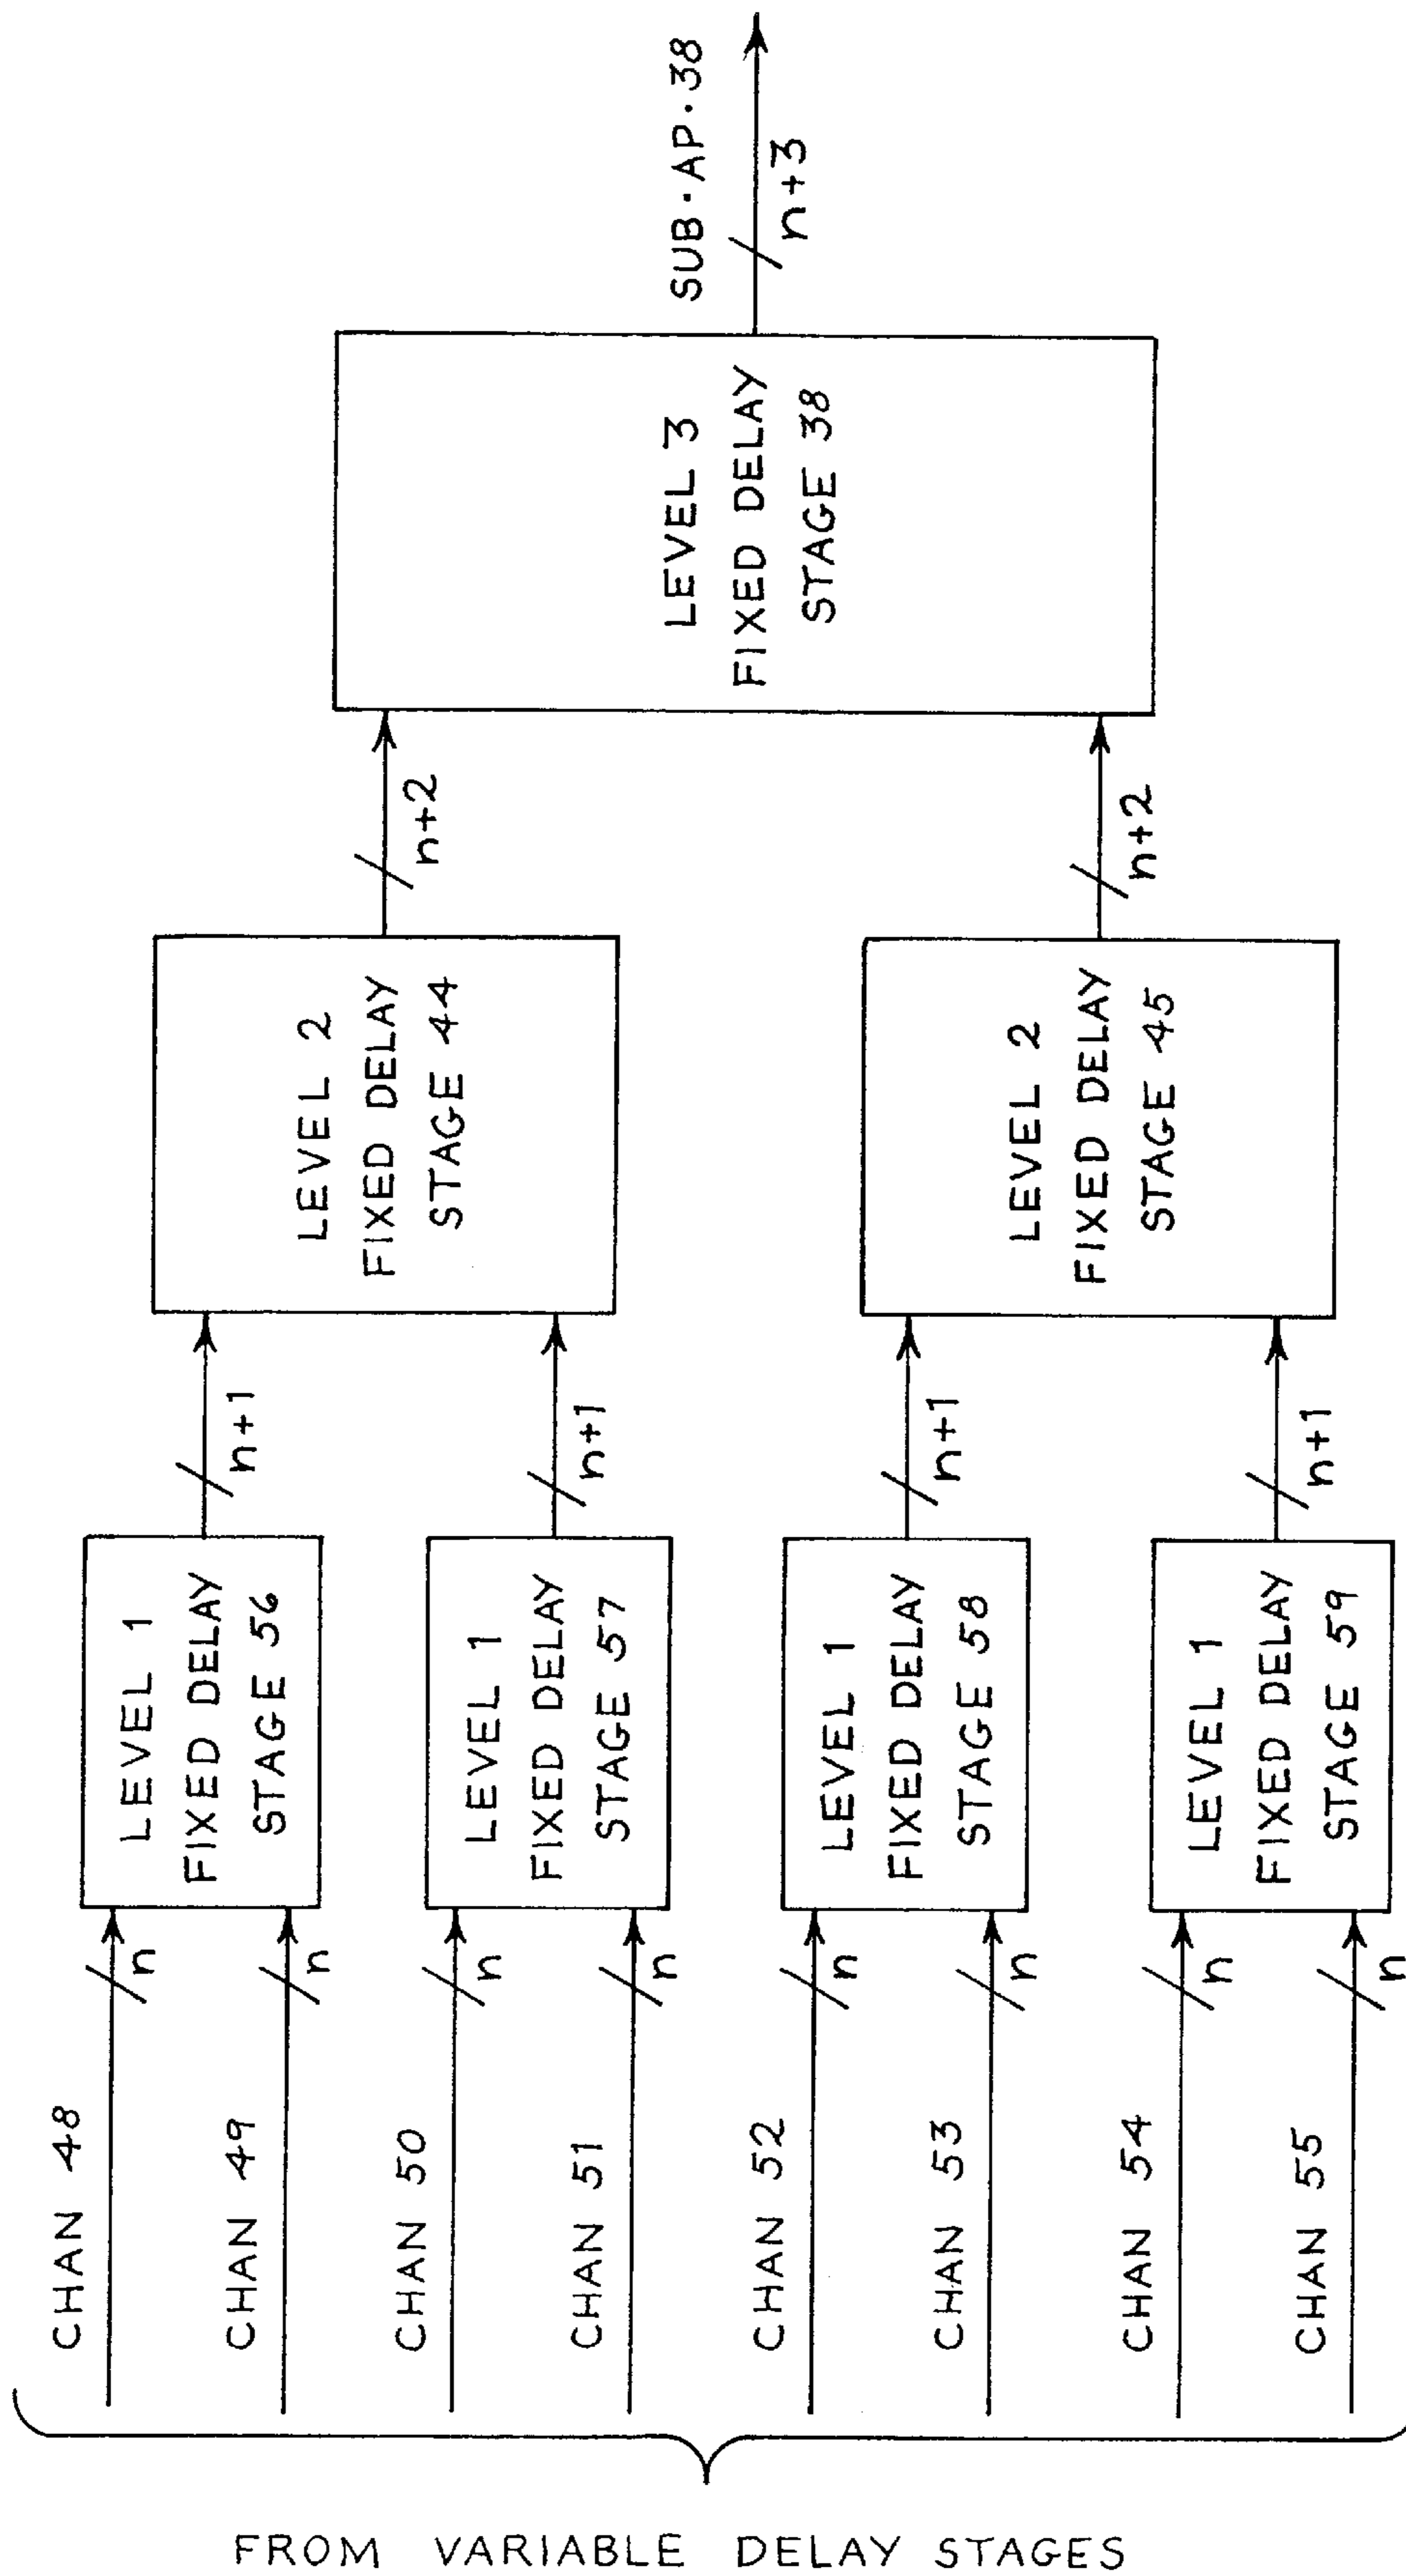 SUB·AP·38
n+3
LEVEL 3
FIXED DELAY
STAGE 38
n+2
n+2
LEVEL 2
FIXED DELAY
STAGE 44
LEVEL 2
FIXED DELAY
STAGE 45
n+1
n+1
n+1
n+1
LEVEL 1
FIXED DELAY
STAGE 56
LEVEL 1
FIXED DELAY
STAGE 57
LEVEL 1
FIXED DELAY
STAGE 58
LEVEL 1
FIXED DELAY
STAGE 59
n
n
n
n
n
n
n
n
CHAN 48
CHAN 49
CHAN 50
CHAN 51
CHAN 52
CHAN 53
CHAN 54
CHAN 55
FROM VARIABLE DELAY STAGES